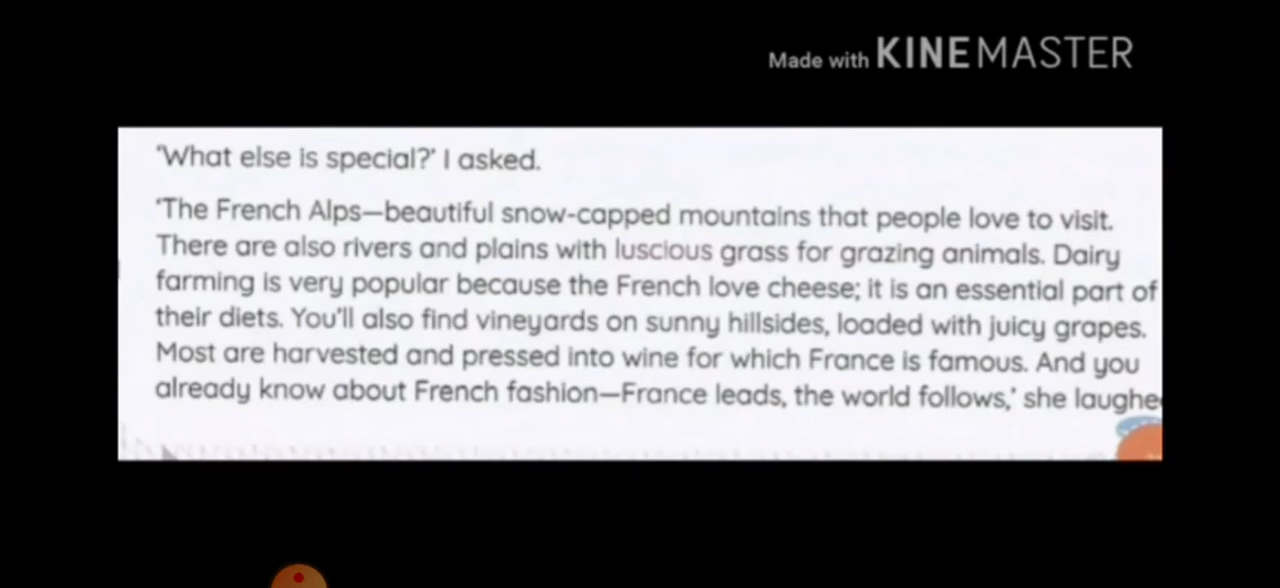 Made with KINEMASTER
‘What else is special?’ I asked.
‘The French Alps—beautiful snow-capped mountains that people love to visit.
There are also rivers and plains with luscious grass for grazing animals. Dairy
farming is very popular because the French love cheese; it is an essential part of
their diets. You’ll also find vineyards on sunny hillsides, loaded with juicy grapes.
Most are harvested and pressed into wine for which France is famous. And you
already know about French fashion—France leads, the world follows,’ she laughe